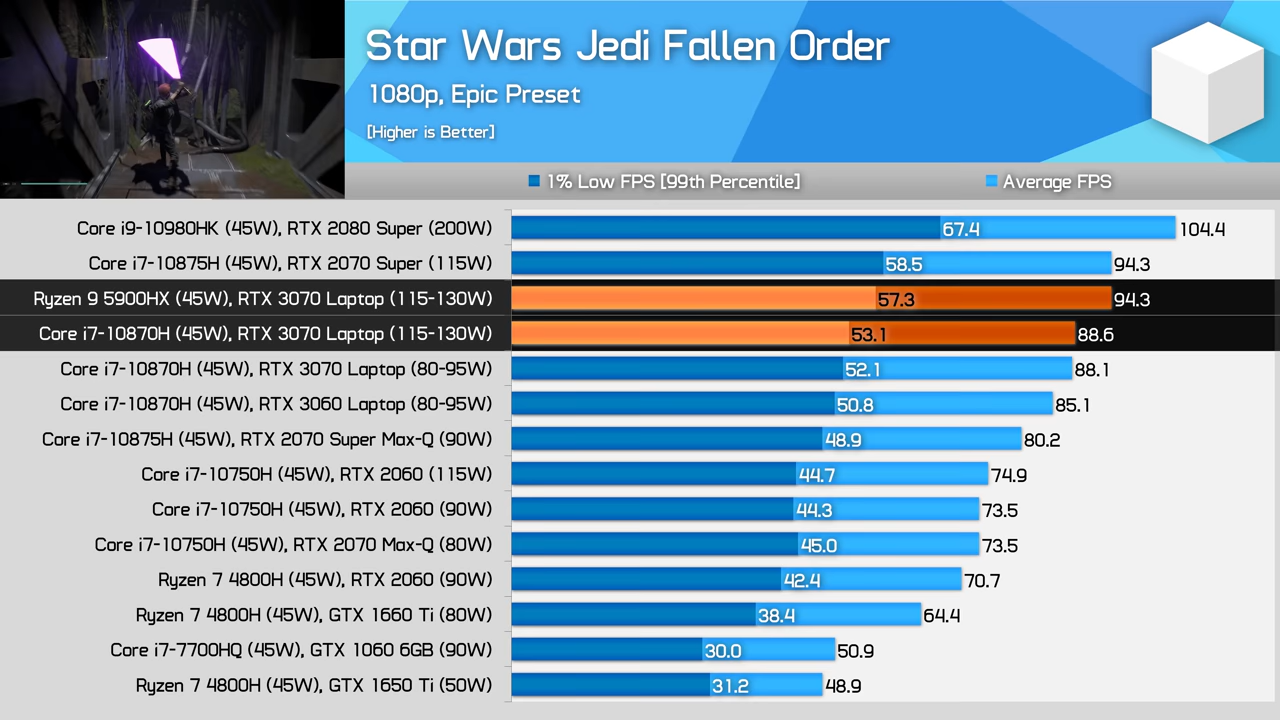 Star Wars Jedi Fallen Order
1080p, Epic Preset
[Higher is Better]
1% Low FPS [99th Percentile] Average FPS
Core i9-10980HK (45W), RTX 2080 Super (200W) 67.4 104.4
Core i7-10875H (45W), RTX 2070 Super (115W) 58.5 94.3
Ryzen 9 5900HX (45W), RTX 3070 Laptop (115-130W) 57.3 94.3
Core i7-10870H (45W), RTX 3070 Laptop (115-130W) 53.1 88.6
Core i7-10870H (45W), RTX 3070 Laptop (80-95W) 52.1 88.1
Core i7-10870H (45W), RTX 3060 Laptop (80-95W) 50.8 85.1
Core i7-10875H (45W), RTX 2070 Super Max-Q (90W) 48.9 80.2
Core i7-10750H (45W), RTX 2060 (115W) 44.7 74.9
Core i7-10750H (45W), RTX 2060 (90W) 44.3 73.5
Core i7-10750H (45W), RTX 2070 Max-Q (80W) 45.0 73.5
Ryzen 7 4800H (45W), RTX 2060 (90W) 42.4 70.7
Ryzen 7 4800H (45W), GTX 1660 Ti (80W) 38.4 64.4
Core i7-7700HQ (45W), GTX 1060 6GB (90W) 30.0 50.9
Ryzen 7 4800H (45W), GTX 1650 Ti (50W) 31.2 48.9